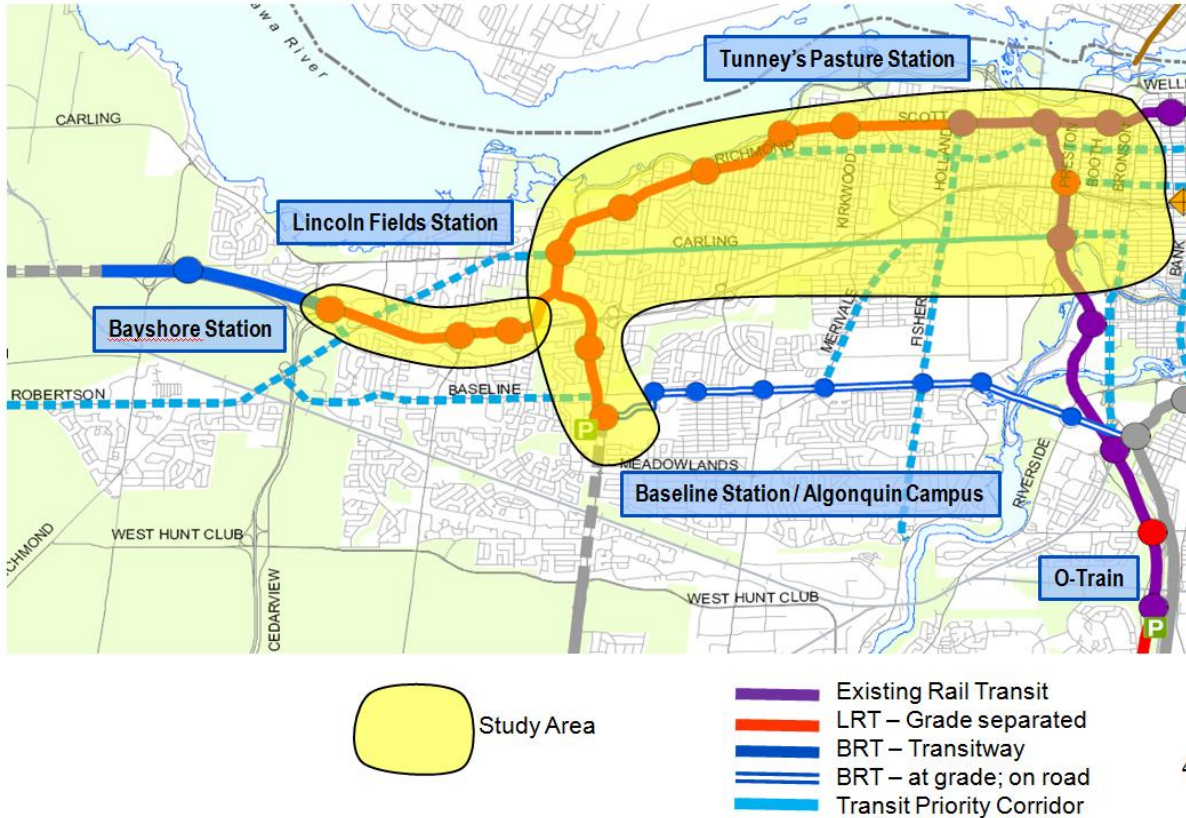 awa River
Tunney's Pasture Station
WELL
CARLING
SCOTT
RICHMOND
HOLLAND
PRESTON
BOOTH
BRONSON
KIRKWOOD
Lincoln Fields Station
CARLING
BANK
Bayshore Station
MERIVALE
FISHER
ROBERTSON
BASELINE
P
MEADOWLANDS
Baseline Station / Algonquin Campus
RIVERSIDE
RICHMOND
WEST HUNT CLUB
CEDARVIEW
O-Train
WEST HUNT CLUB
P
Study Area
Existing Rail Transit
LRT – Grade separated
BRT – Transitway
BRT – at grade; on road
Transit Priority Corridor